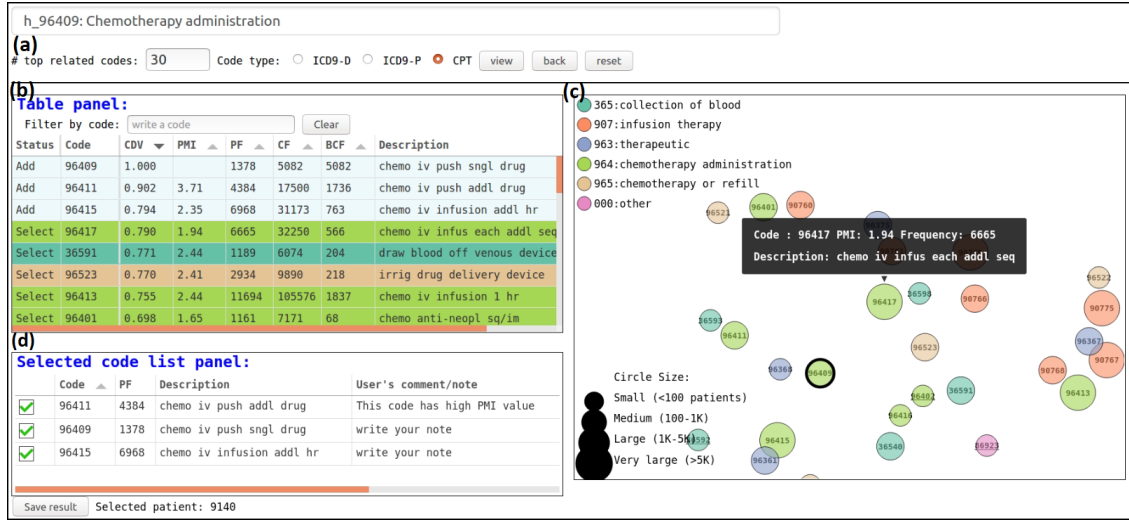 h_96409: Chemotherapy administration
(a)
# top related codes: 30 Code type: ICD9-D ICD9-P CPT view back reset
(b)
Table panel:
Filter by code: write a code Clear
Status Code CDV PMI PF CF BCF Description
Add 96409 1.000 1378 5082 5082 chemo iv push sngl drug
Add 96411 0.902 3.71 4384 17500 1736 chemo iv push addl drug
Add 96415 0.794 2.35 6968 31173 763 chemo iv infusion addl hr
Select 96417 0.790 1.94 6665 32250 566 chemo iv infus each addl seq
Select 36591 0.771 2.44 1189 6074 204 draw blood off venous device
Select 96523 0.770 2.41 2934 9890 218 irrig drug delivery device
Select 96413 0.755 2.44 11694 105576 1837 chemo iv infusion 1 hr
Select 96401 0.698 1.65 1161 7171 68 chemo anti-neopl sq/im
(c)
365:collection of blood
907:infusion therapy
963:therapeutic
964:chemotherapy administration
965:chemotherapy or refill
000:other
96521 96401 90760
Code : 96417 PMI: 1.94 Frequency: 6665
Description: chemo iv infus each addl seq
96522
96417 36598 90766 90775
36593
96411 96367
96523
90767
96368 96409 90768
96402 36591 96413
96416
96415 36540 36923
96361
Circle Size:
Small (<100 patients)
Medium (100-1K)
Large (1K-5K)
Very large (>5K)
(d)
Selected code list panel:
Code PF Description User's comment/note
96411 4384 chemo iv push addl drug This code has high PMI value
96409 1378 chemo iv push sngl drug write your note
96415 6968 chemo iv infusion addl hr write your note
Save result Selected patient: 9140